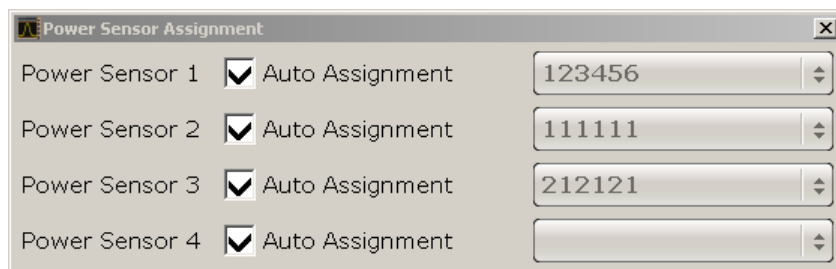 Power Sensor Assignment
Power Sensor 1 Auto Assignment 123456
Power Sensor 2 Auto Assignment 111111
Power Sensor 3 Auto Assignment 212121
Power Sensor 4 Auto Assignment